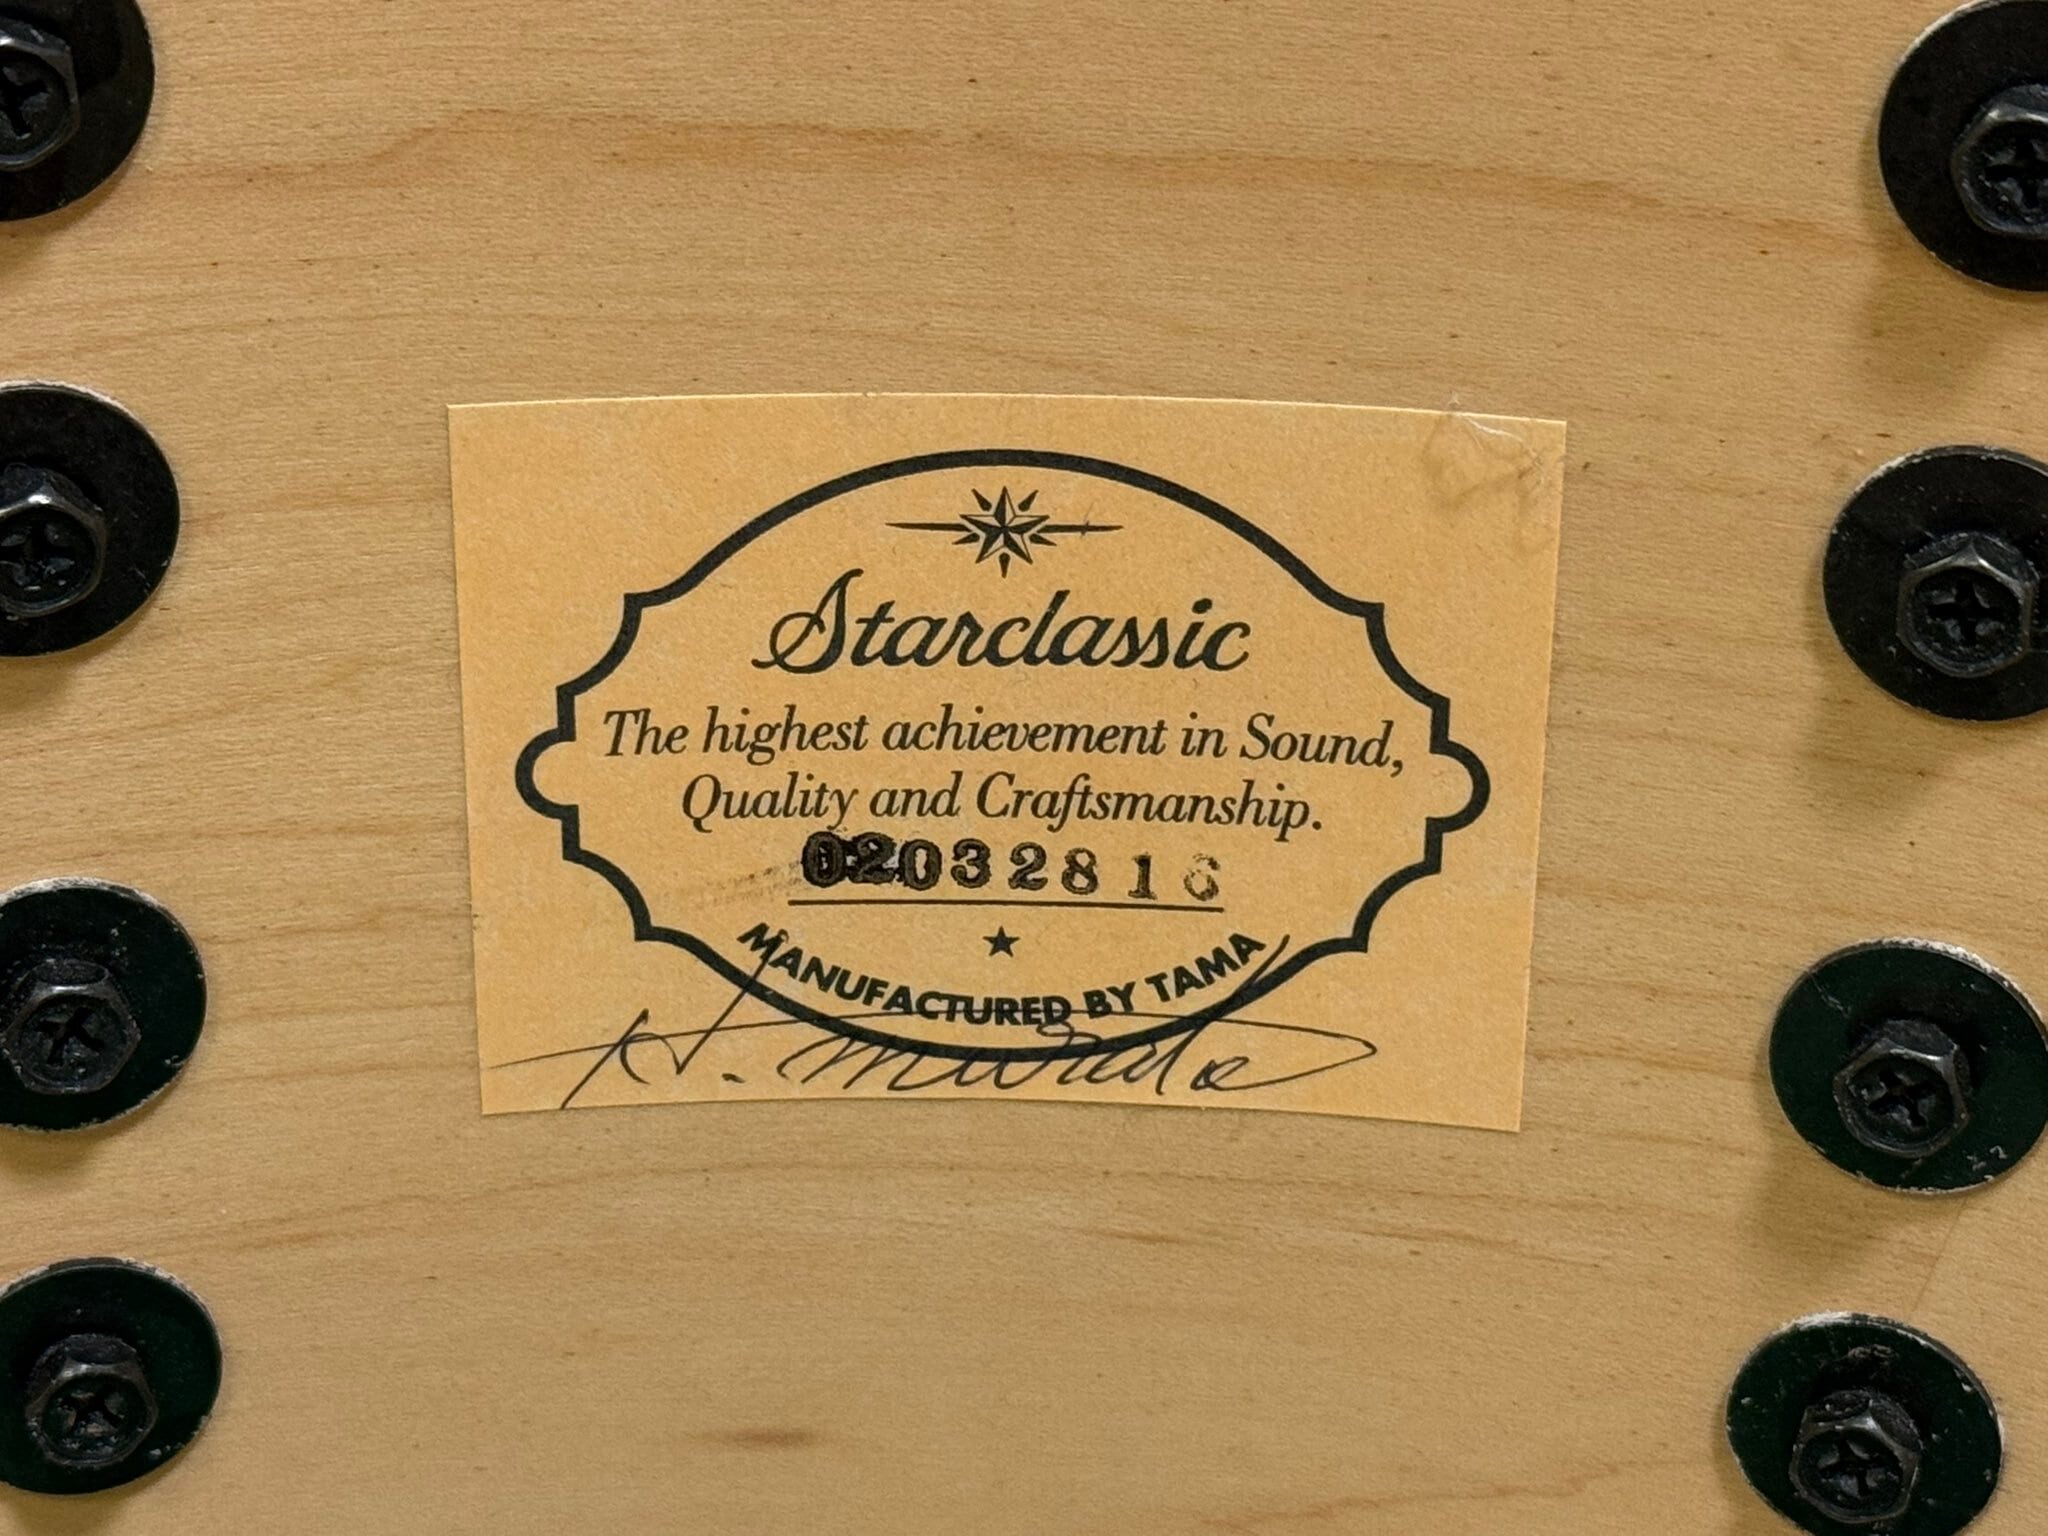 Starclassic
The highest achievement in Sound,
Quality and Craftsmanship.
02032816
MANUFACTURED BY TAMA